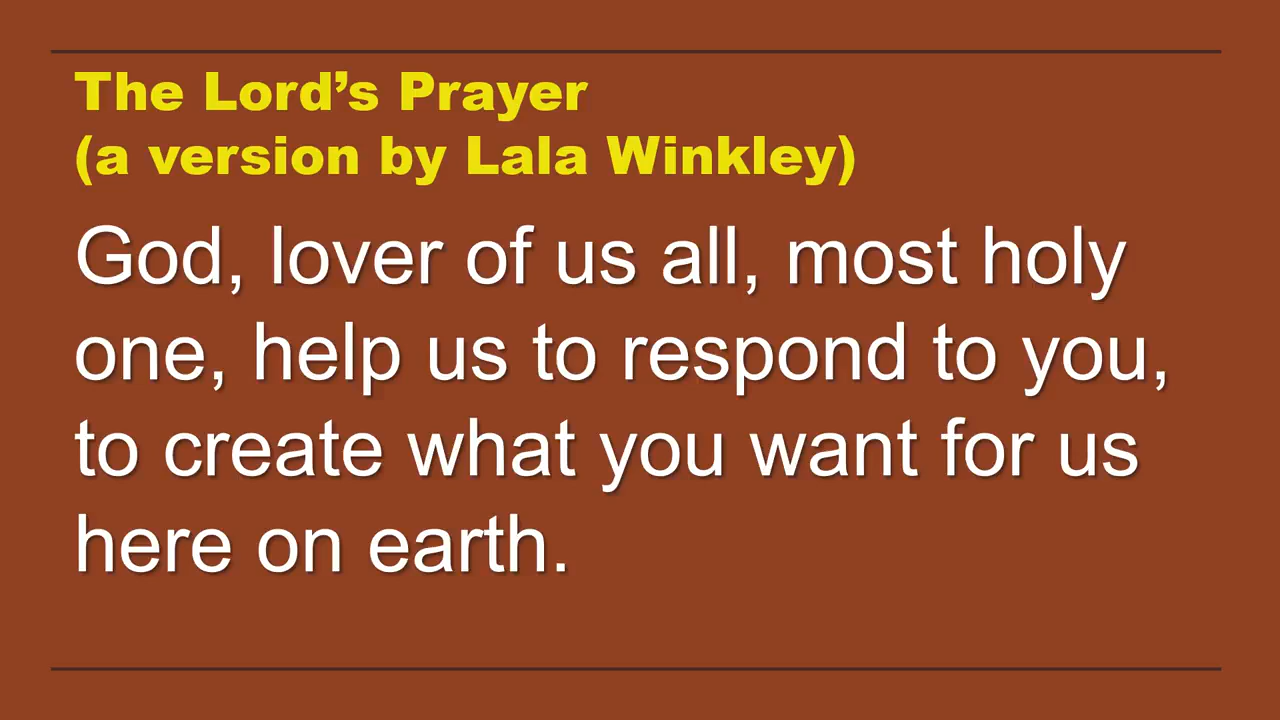 The Lord’s Prayer
(a version by Lala Winkley)
God, lover of us all, most holy
one, help us to respond to you,
to create what you want for us
here on earth.